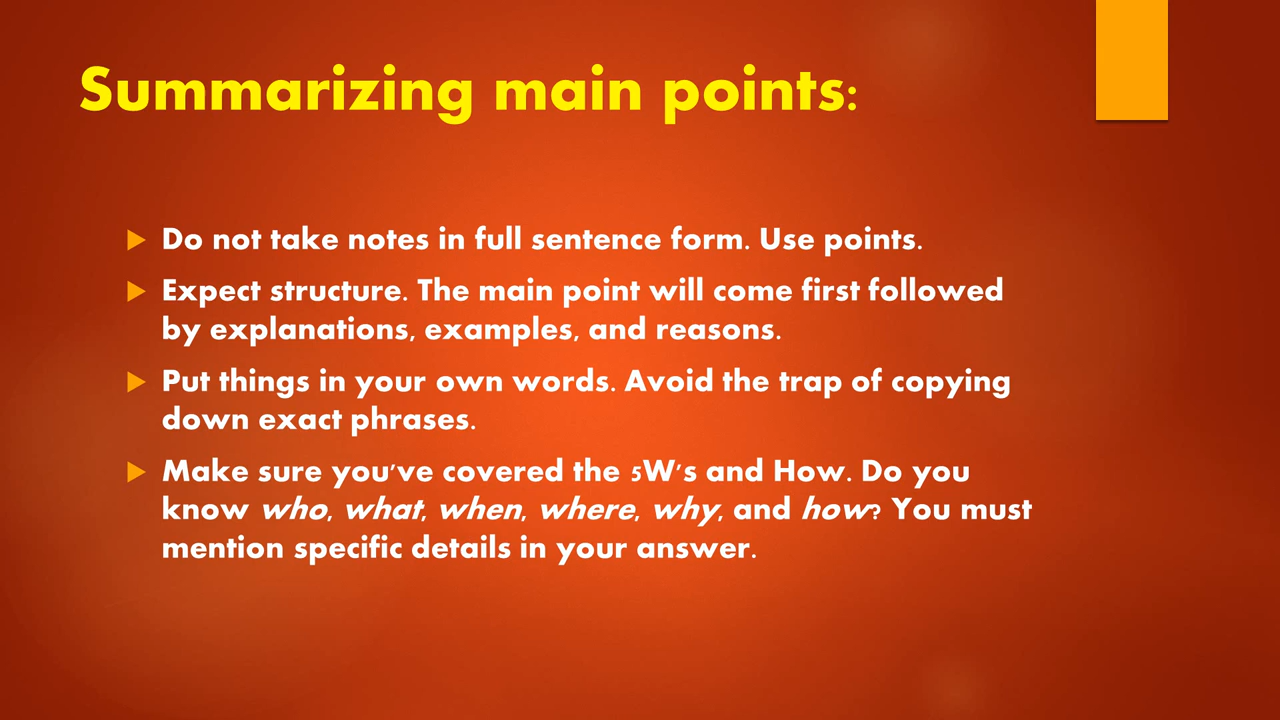 Summarizing main points:
Do not take notes in full sentence form. Use points.
Expect structure. The main point will come first followed
by explanations, examples, and reasons.
Put things in your own words. Avoid the trap of copying
down exact phrases.
Make sure you've covered the 5W's and How. Do you
know who, what, when, where, why, and how? You must
mention specific details in your answer.